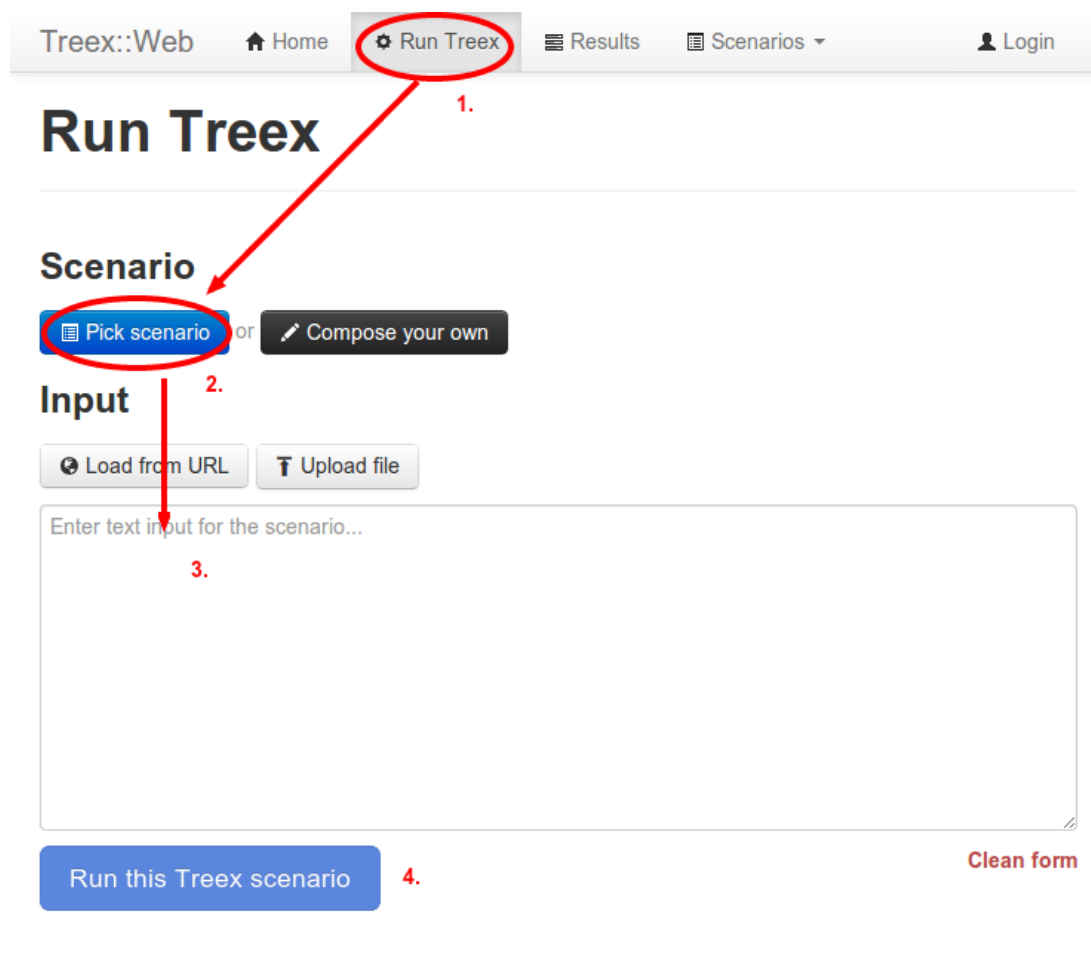 Treex::Web Home Run Treex Results Scenarios Login
1.
Run Treex
Scenario
Pick scenario or Compose your own
2.
Input
Load from URL Upload file
Enter text input for the scenario...
3.
Clean form
Run this Treex scenario 4.